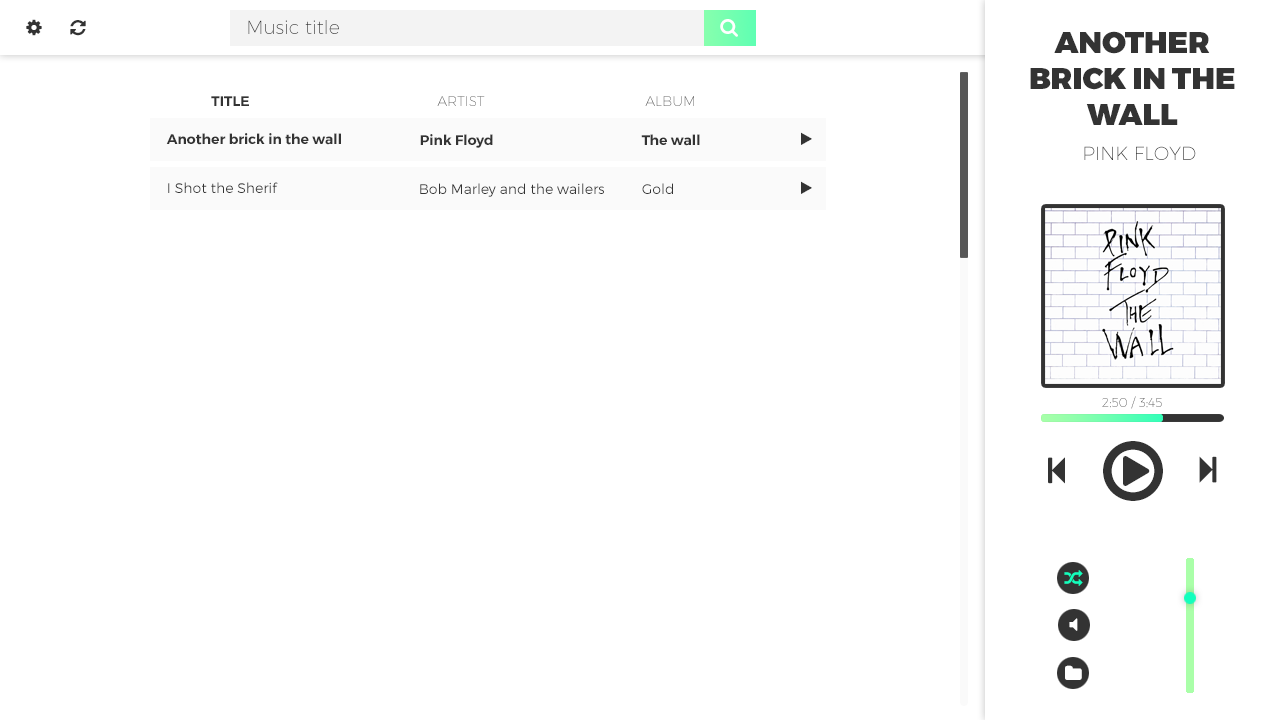 Music title
TITLE ARTIST ALBUM
Another brick in the wall Pink Floyd The wall
I Shot the Sherif Bob Marley and the wailers Gold
ANOTHER
BRICK IN THE
WALL
PINK FLOYD
PINK
FLOYD
THE
WALL
2:50 / 3:45